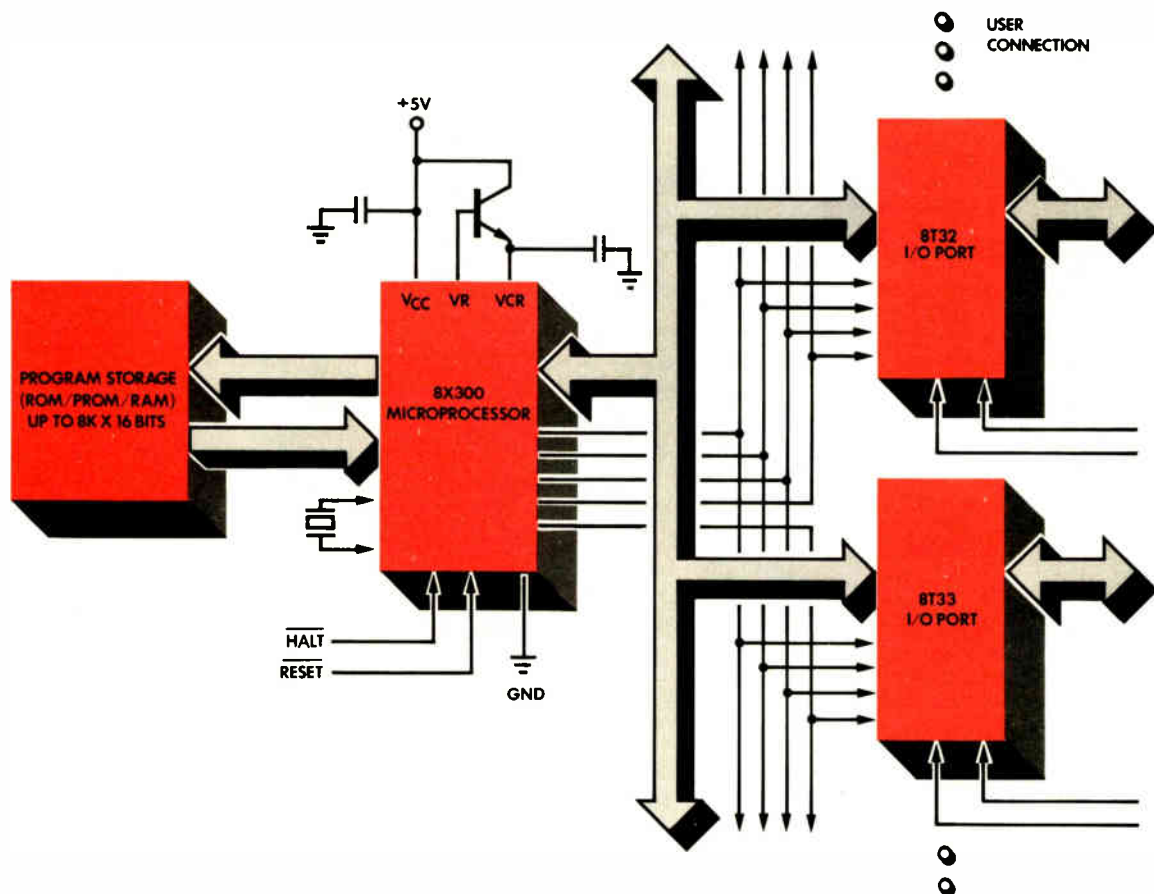 USER
CONNECTION
+5V
8T32
I/O PORT
VCC
VR
VCR
PROGRAM STORAGE
(ROM/PROM/RAM)
UP TO 8K X 16 BITS
8X300
MICROPROCESSOR
8T33
I/O PORT
HALT
RESET
GND